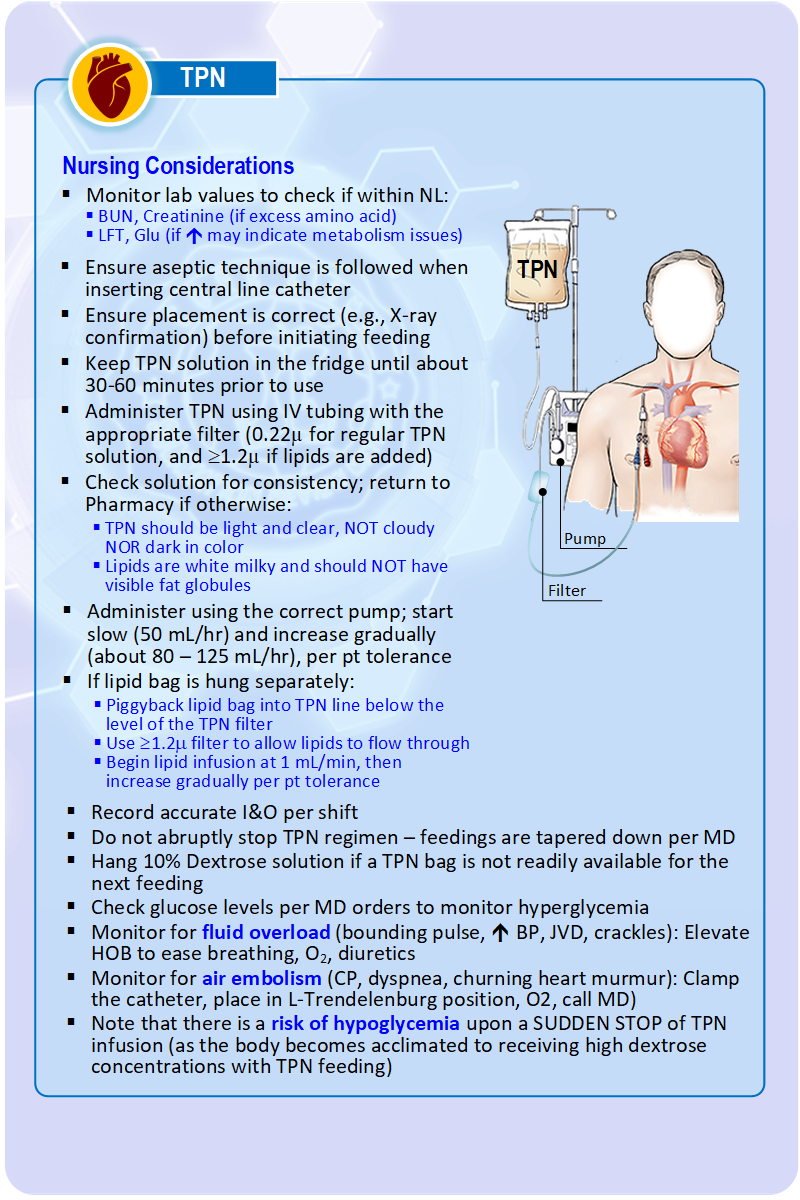 TPN
Nursing Considerations
▪ Monitor lab values to check if within NL:
▪ BUN, Creatinine (if excess amino acid)
▪ LFT, Glu (if ↑ may indicate metabolism issues)
▪ Ensure aseptic technique is followed when
inserting central line catheter
▪ Ensure placement is correct (e.g., X-ray
confirmation) before initiating feeding
▪ Keep TPN solution in the fridge until about
30-60 minutes prior to use
▪ Administer TPN using IV tubing with the
appropriate filter (0.22μ for regular TPN
solution, and ≥1.2μ if lipids are added)
▪ Check solution for consistency; return to
Pharmacy if otherwise:
▪ TPN should be light and clear, NOT cloudy
NOR dark in color
▪ Lipids are white milky and should NOT have
visible fat globules
▪ Administer using the correct pump; start
slow (50 mL/hr) and increase gradually
(about 80 – 125 mL/hr), per pt tolerance
▪ If lipid bag is hung separately:
▪ Piggyback lipid bag into TPN line below the
level of the TPN filter
▪ Use ≥1.2μ filter to allow lipids to flow through
▪ Begin lipid infusion at 1 mL/min, then
increase gradually per pt tolerance
▪ Record accurate I&O per shift
▪ Do not abruptly stop TPN regimen – feedings are tapered down per MD
▪ Hang 10% Dextrose solution if a TPN bag is not readily available for the
next feeding
▪ Check glucose levels per MD orders to monitor hyperglycemia
▪ Monitor for fluid overload (bounding pulse, ↑ BP, JVD, crackles): Elevate
HOB to ease breathing, O₂, diuretics
▪ Monitor for air embolism (CP, dyspnea, churning heart murmur): Clamp
the catheter, place in L-Trendelenburg position, O2, call MD)
▪ Note that there is a risk of hypoglycemia upon a SUDDEN STOP of TPN
infusion (as the body becomes acclimated to receiving high dextrose
concentrations with TPN feeding)
TPN
Pump
Filter